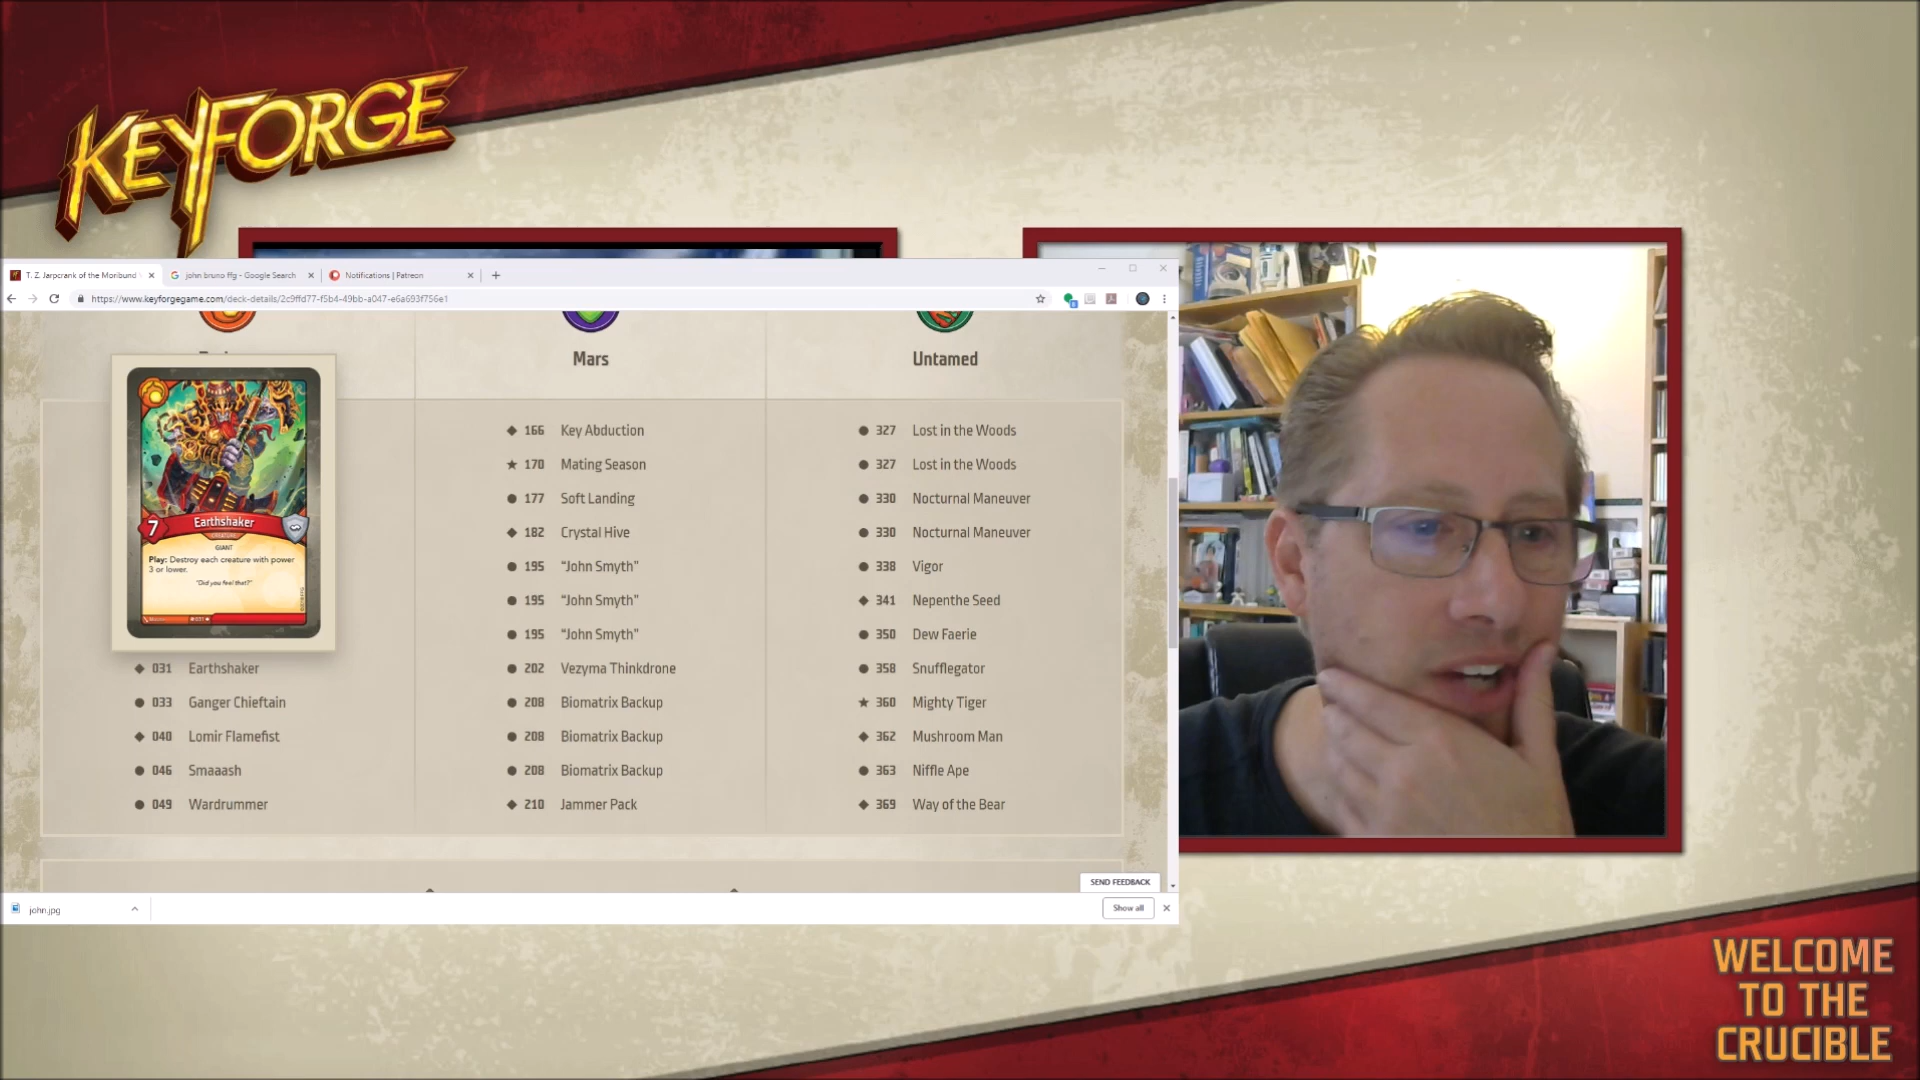 KEYFORGE
T. Z. Jarpcrank of the Moribund
john bruno ffg - Google Search
Notifications | Patreon
https://www.keyforgegame.com/deck-details/2c9ffd77-f5b4-49bb-a047-e6a693f756e1
Mars
Untamed
7
Earthshaker
CREATURE
GIANT
Play: Destroy each creature with power
3 or lower.
"Did you feel that?"
031 Earthshaker
033 Ganger Chieftain
040 Lomir Flamefist
046 Smaaash
049 Wardrummer
166 Key Abduction
170 Mating Season
177 Soft Landing
182 Crystal Hive
195 “John Smyth”
195 “John Smyth”
195 “John Smyth”
202 Vezyma Thinkdrone
208 Biomatrix Backup
208 Biomatrix Backup
208 Biomatrix Backup
210 Jammer Pack
327 Lost in the Woods
327 Lost in the Woods
330 Nocturnal Maneuver
330 Nocturnal Maneuver
338 Vigor
341 Nepenthe Seed
350 Dew Faerie
358 Snufflegator
360 Mighty Tiger
362 Mushroom Man
363 Niffle Ape
369 Way of the Bear
SEND FEEDBACK
john.jpg
Show all
WELCOME
TO THE
CRUCIBLE